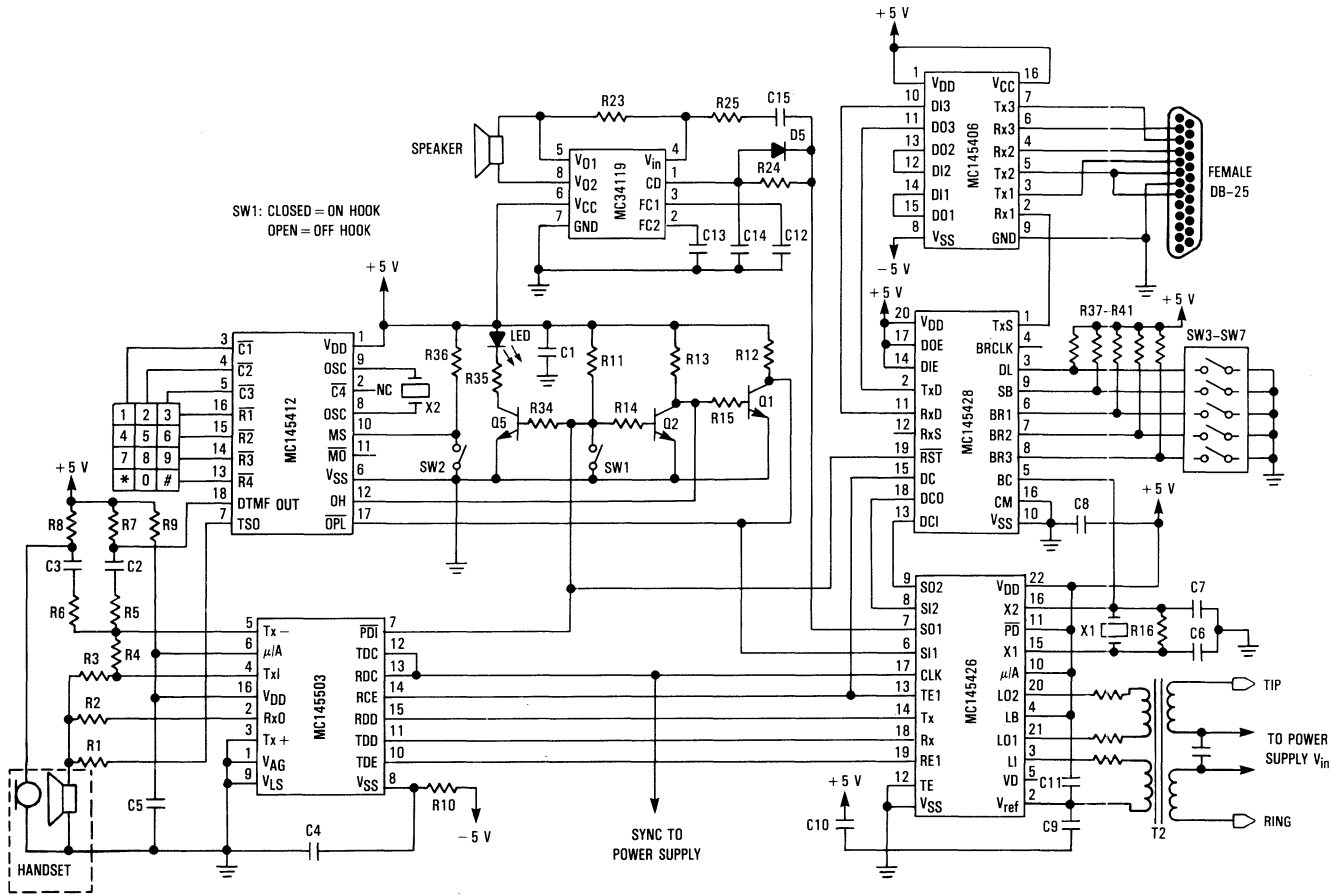 +5 V
1 VDD VCC 16
10 DI3 Tx3 7
11 DO3 Rx3 6
13 DO2 Rx2 4
12 DI2 Tx2 5
14 DI1 Tx1 3
15 DO1 Rx1 2
8 VSS GND 9
MC145406
−5 V
FEMALE
DB-25
R23
R25
C15
D5
R24
SPEAKER
5 VO1 Vin 4
8 VO2 CD 1
6 VCC FC1 3
7 GND FC2 2
MC34119
C13
C14
C12
SW1: CLOSED = ON HOOK
OPEN = OFF HOOK
+5 V
3 C1 VDD 1
4 C2 OSC 9
5 C3 C4 2 NC
16 R1 OSC 8
15 R2 MS 10
14 R3 MO 11
13 R4 VSS 6
18 DTMF OUT OH 12
7 TSO OPL 17
MC145412
X2
1 2 3
4 5 6
7 8 9
* 0 #
R36
LED
R35
C1
R11
R13
R12
Q5
R34
R14
Q2
R15
Q1
SW2
SW1
+5 V
20 VDD TxS 1
17 DOE BRCLK 4
14 DIE DL 3
2 TxD SB 9
11 RxD BR1 6
12 RxS BR2 7
19 RST BR3 8
15 DC BC 5
18 DCO CM 16
13 DCI VSS 10
MC145428
R37-R41
+5 V
SW3-SW7
C8
+5 V
+5 V
R8
R7
R9
C3
C2
R6
R5
R4
R3
R2
R1
5 Tx− PDI 7
6 μ/A TDC 12
4 TxI RDC 13
16 VDD RCE 14
2 RxO RDD 15
3 Tx+ TDD 11
1 VAG TDE 10
9 VLS VSS 8
MC145503
R10
−5 V
C5
C4
HANDSET
SYNC TO
POWER SUPPLY
9 SO2 VDD 22
8 SI2 X2 16
7 SO1 PD 11
6 SI1 X1 15
17 CLK μ/A 10
13 TE1 LO2 20
14 Tx LB 4
18 Rx LO1 21
19 RE1 LI 3
12 TE VD 5
VSS Vref 2
MC145426
C7
X1
R16
C6
C11
C9
+5 V
C10
T2
TIP
TO POWER
SUPPLY Vin
RING